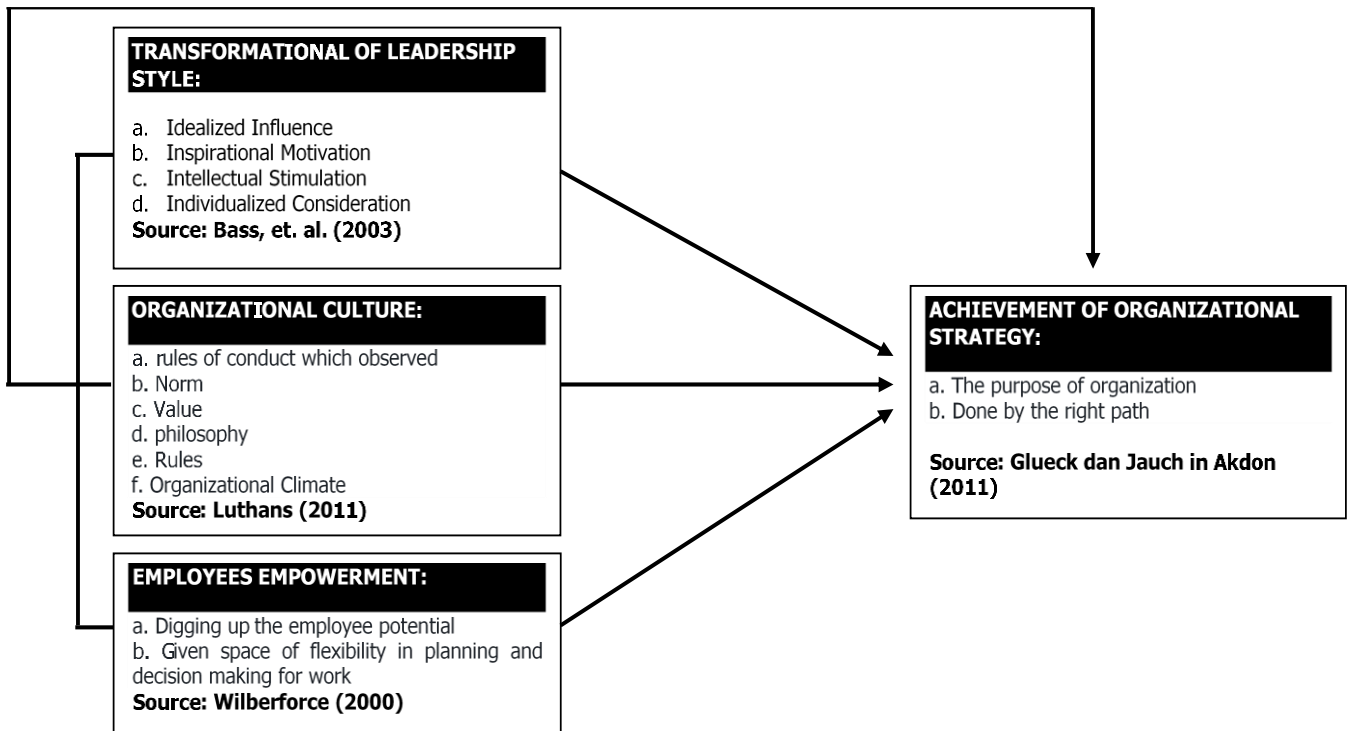 TRANSFORMATIONAL OF LEADERSHIP
STYLE:
a. Idealized Influence
b. Inspirational Motivation
c. Intellectual Stimulation
d. Individualized Consideration
Source: Bass, et. al. (2003)
ORGANIZATIONAL CULTURE:
a. rules of conduct which observed
b. Norm
c. Value
d. philosophy
e. Rules
f. Organizational Climate
Source: Luthans (2011)
EMPLOYEES EMPOWERMENT:
a. Digging up the employee potential
b. Given space of flexibility in planning and
decision making for work
Source: Wilberforce (2000)
ACHIEVEMENT OF ORGANIZATIONAL
STRATEGY:
a. The purpose of organization
b. Done by the right path
Source: Glueck dan Jauch in Akdon
(2011)